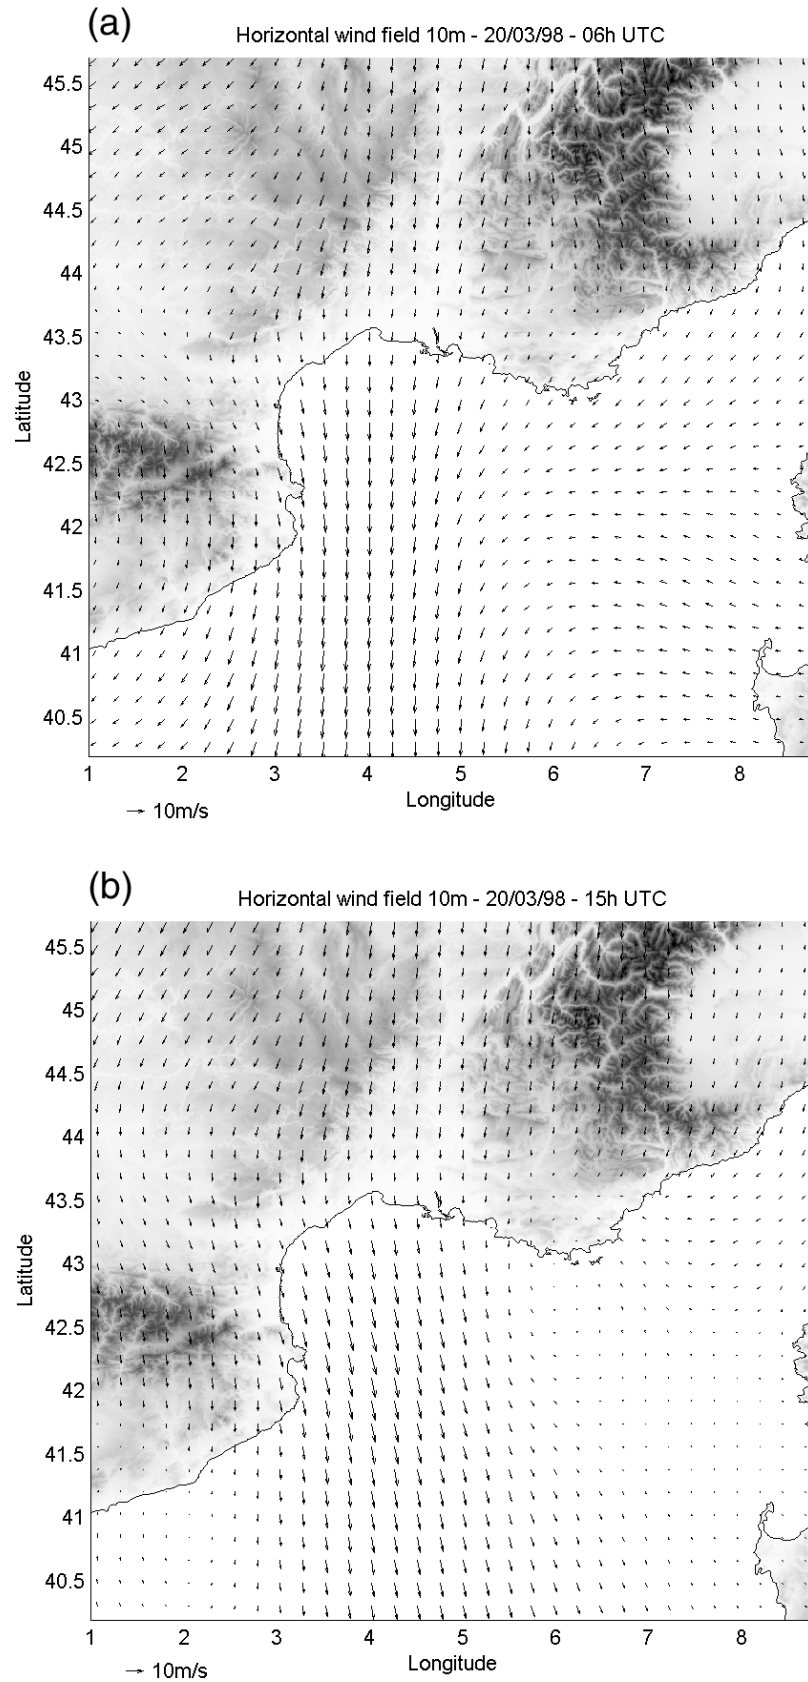 (a)
Horizontal wind field 10m - 20/03/98 - 06h UTC
45.5
45
44.5
44
43.5
43
42.5
42
41.5
41
40.5
Latitude
1 2 3 4 5 6 7 8
Longitude
10m/s
(b)
Horizontal wind field 10m - 20/03/98 - 15h UTC
45.5
45
44.5
44
43.5
43
42.5
42
41.5
41
40.5
Latitude
1 2 3 4 5 6 7 8
Longitude
10m/s